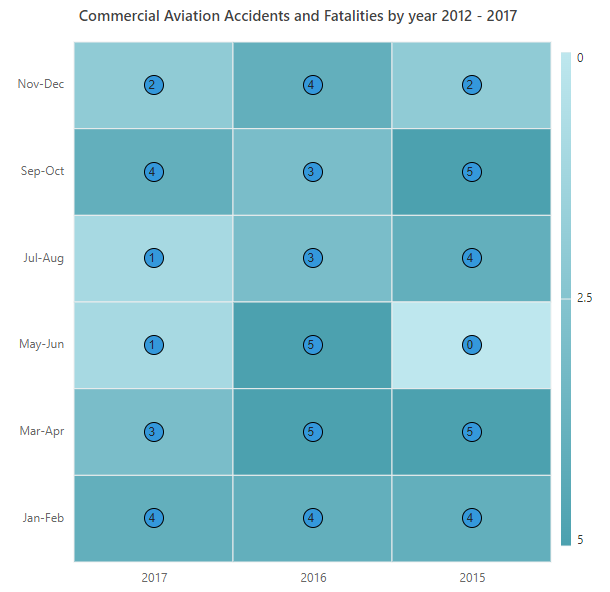 Commercial Aviation Accidents and Fatalities by year 2012 - 2017
Nov-Dec 2 4 2 0
Sep-Oct 4 3 5
Jul-Aug 1 3 4
2.5
May-Jun 1 5 0
Mar-Apr 3 5 5
Jan-Feb 4 4 4
5
2017 2016 2015